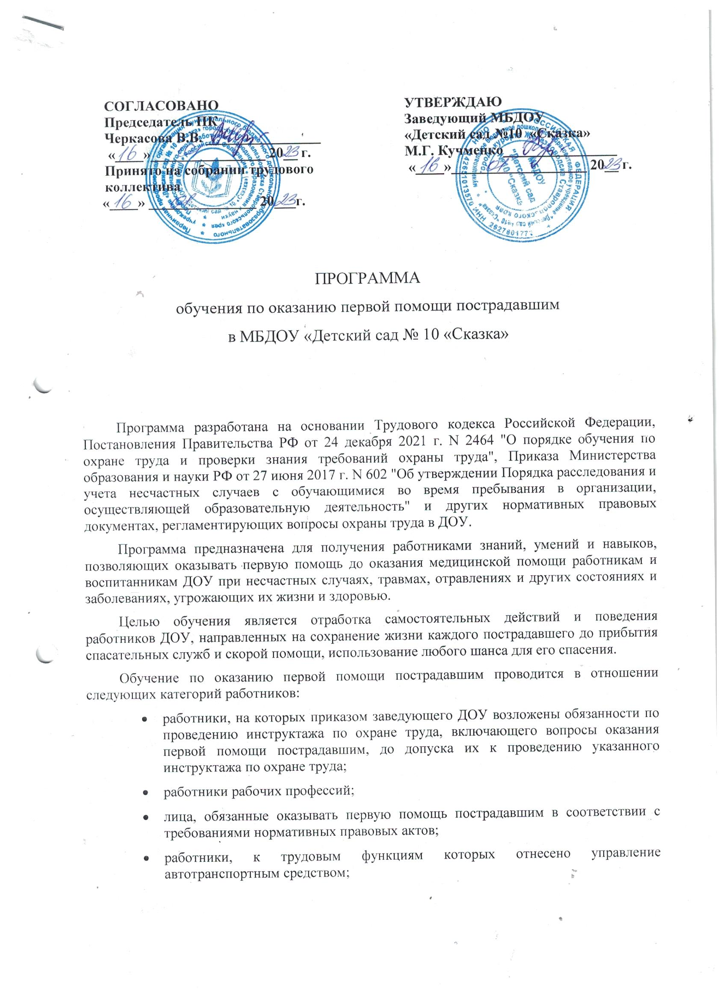 СОГЛАСОВАНО
Председатель ПК
Черкасова В.В.
«16» 20 23 г.
Принято на собрании трудового
коллектива
«16» 01 20 23 г.
УТВЕРЖДАЮ
Заведующий МБДОУ
«Детский сад №10 «Сказка»
М.Г. Кучменко
«16» 01 20 23 г.
ПРОГРАММА
обучения по оказанию первой помощи пострадавшим
в МБДОУ «Детский сад № 10 «Сказка»
Программа разработана на основании Трудового кодекса Российской Федерации,
Постановления Правительства РФ от 24 декабря 2021 г. N 2464 "О порядке обучения по
охране труда и проверки знания требований охраны труда", Приказа Министерства
образования и науки РФ от 27 июня 2017 г. N 602 "Об утверждении Порядка расследования и
учета несчастных случаев с обучающимися во время пребывания в организации,
осуществляющей образовательную деятельность" и других нормативных правовых
документах, регламентирующих вопросы охраны труда в ДОУ.
Программа предназначена для получения работниками знаний, умений и навыков,
позволяющих оказывать первую помощь до оказания медицинской помощи работникам и
воспитанникам ДОУ при несчастных случаях, травмах, отравлениях и других состояниях и
заболеваниях, угрожающих их жизни и здоровью.
Целью обучения является отработка самостоятельных действий и поведения
работников ДОУ, направленных на сохранение жизни каждого пострадавшего до прибытия
спасательных служб и скорой помощи, использование любого шанса для его спасения.
Обучение по оказанию первой помощи пострадавшим проводится в отношении
следующих категорий работников:
• работники, на которых приказом заведующего ДОУ возложены обязанности по
проведению инструктажа по охране труда, включающего вопросы оказания
первой помощи пострадавшим, до допуска их к проведению указанного
инструктажа по охране труда;
• работники рабочих профессий;
• лица, обязанные оказывать первую помощь пострадавшим в соответствии с
требованиями нормативных правовых актов;
• работники, к трудовым функциям которых отнесено управление
автотранспортным средством;